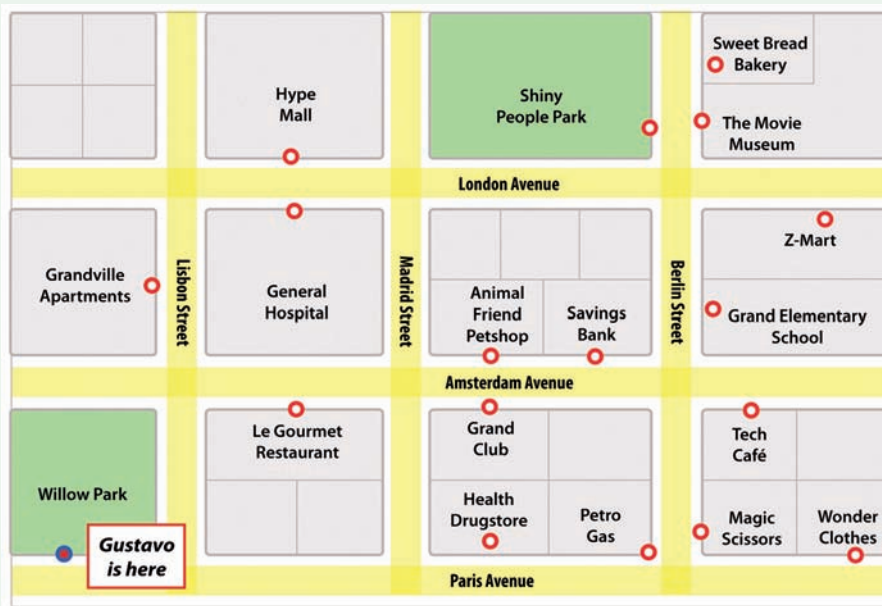 Sweet Bread
Bakery
Hype
Mall
Shiny
People Park
The Movie
Museum
London Avenue
Grandville
Apartments
Lisbon Street
General
Hospital
Madrid Street
Animal
Friend
Petshop
Savings
Bank
Berlin Street
Z-Mart
Grand Elementary
School
Amsterdam Avenue
Willow Park
Le Gourmet
Restaurant
Grand
Club
Tech
Café
Health
Drugstore
Petro
Gas
Magic
Scissors
Wonder
Clothes
Gustavo
is here
Paris Avenue